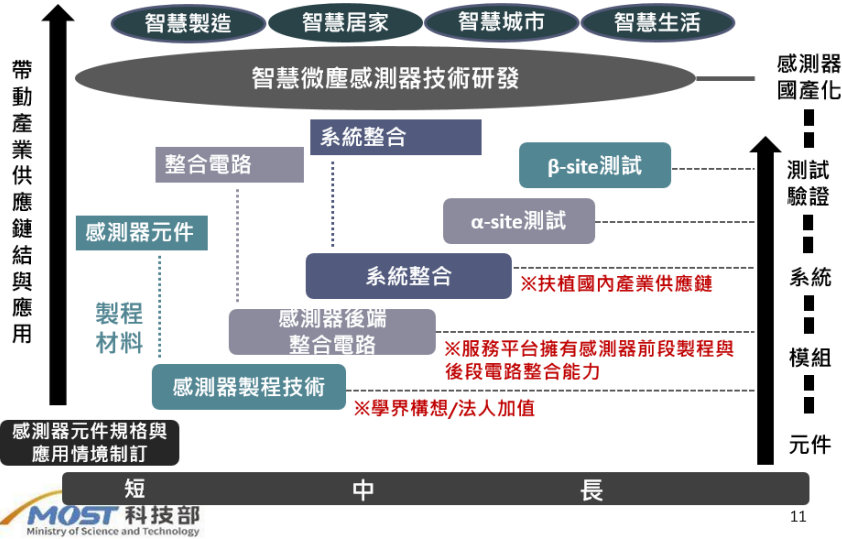 智慧製造
智慧居家
智慧城市
智慧生活
智慧微塵感測器技術研發
感測器
國產化
帶動產業供應鏈結與應用
系統整合
整合電路
β-site測試
測試
驗證
α-site測試
感測器元件
系統整合
※扶植國內產業供應鏈
系統
製程
材料
感測器後端
整合電路
※服務平台擁有感測器前段製程與
後段電路整合能力
模組
感測器製程技術
※學界構想/法人加值
感測器元件規格與
應用情境制訂
元件
短
中
長
MOST 科技部
Ministry of Science and Technology
11